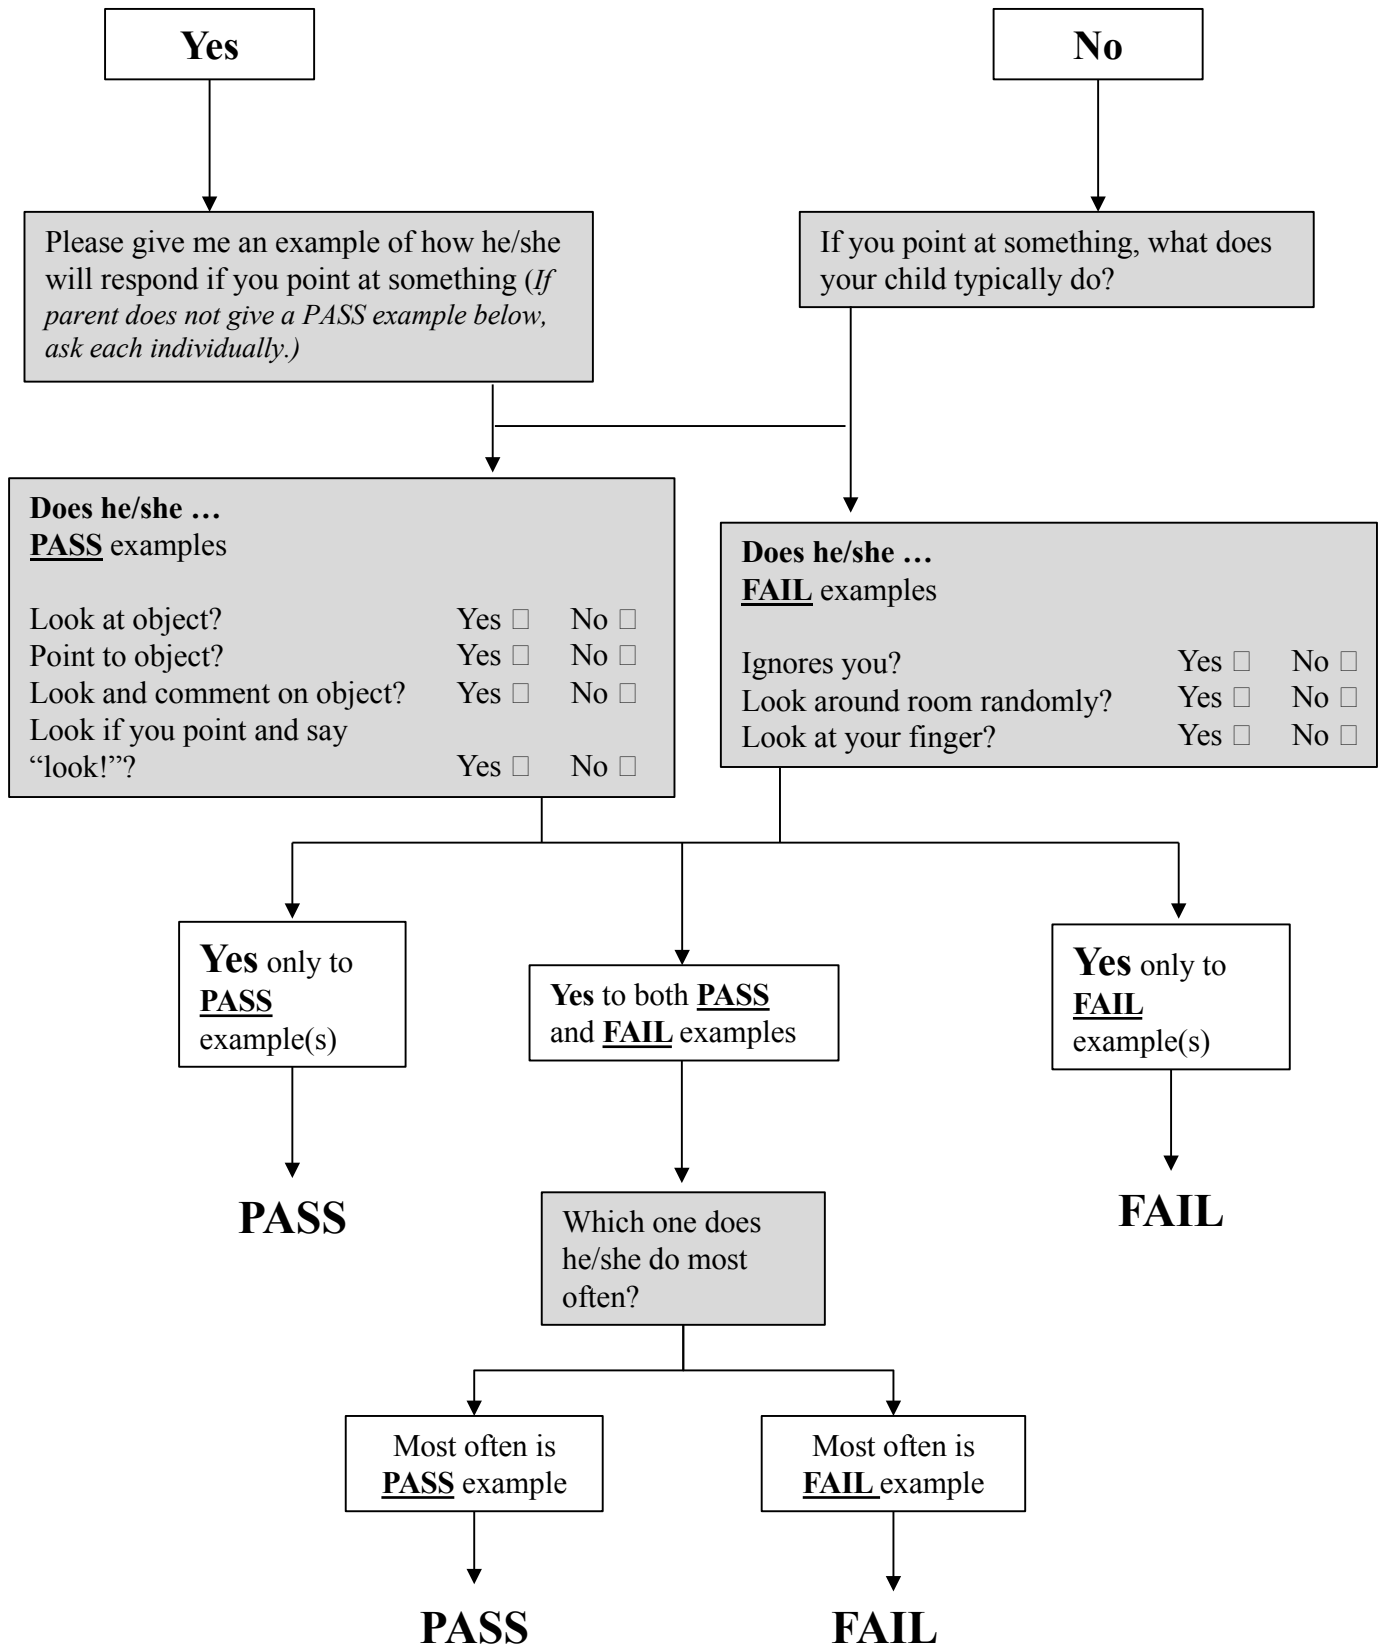 Yes
No
Please give me an example of how he/she
will respond if you point at something (If
parent does not give a PASS example below,
ask each individually.)
If you point at something, what does
your child typically do?
Does he/she …
PASS examples
Look at object? Yes □ No □
Point to object? Yes □ No □
Look and comment on object? Yes □ No □
Look if you point and say
“look!”? Yes □ No □
Does he/she …
FAIL examples
Ignores you? Yes □ No □
Look around room randomly? Yes □ No □
Look at your finger? Yes □ No □
Yes only to
PASS
example(s)
Yes to both PASS
and FAIL examples
Yes only to
FAIL
example(s)
PASS
FAIL
Which one does
he/she do most
often?
Most often is
PASS example
Most often is
FAIL example
PASS
FAIL